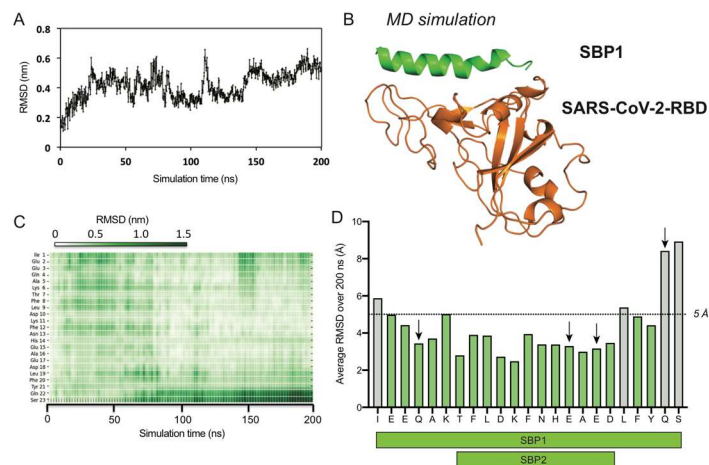 A
RMSD (nm)
0.8
0.6
0.4
0.2
0
0 50 100 150 200
Simulation time (ns)
B
MD simulation
SBP1
SARS-CoV-2-RBD
C
RMSD (nm)
0.0 0.5 1.0 1.5
Ile 1
Glu 2
Glu 3
Gln 4
Ala 5
Lys 6
Thr 7
Phe 8
Leu 9
Asp 10
Lys 11
Phe 12
Asn 13
His 14
Glu 15
Ala 16
Glu 17
Asp 18
Leu 19
Phe 20
Tyr 21
Gln 22
Ser 23
0 50 100 150 200
Simulation time (ns)
D
Average RMSD over 200 ns (Å)
10
8
6
4
2
0
5 Å
I E E Q A K T F L D K F N H E A E D L F Y Q S
SBP1
SBP2